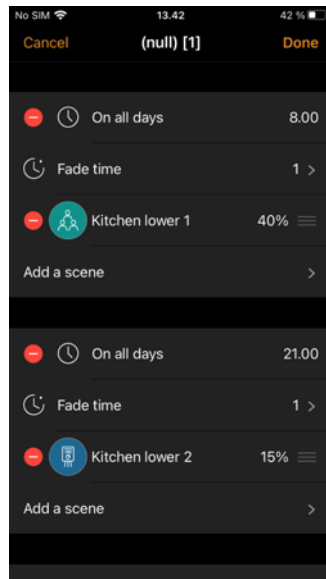 No SIM 13.42 42 %
Cancel (null) [1] Done
On all days 8.00
Fade time 1 >
Kitchen lower 1 40%
Add a scene >
On all days 21.00
Fade time 1 >
Kitchen lower 2 15%
Add a scene >